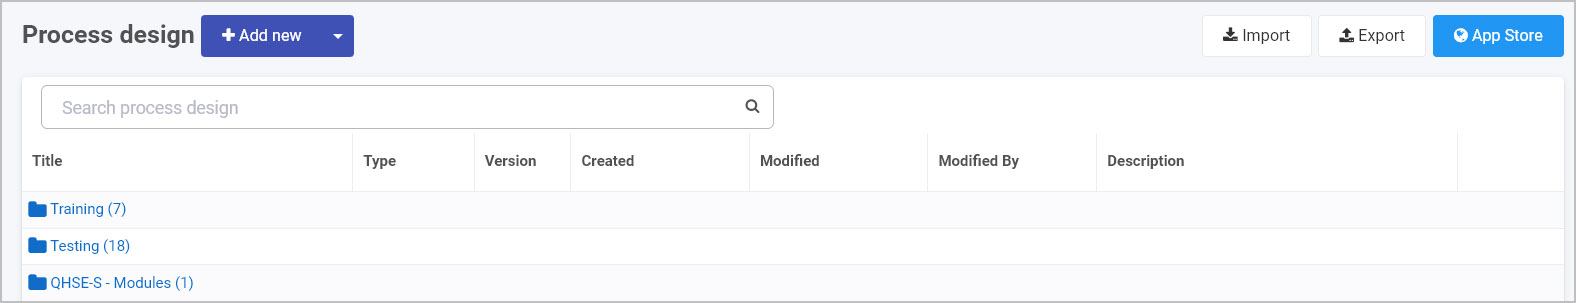 Process design Add new Import Export App Store
Search process design
Title Type Version Created Modified Modified By Description
Training (7)
Testing (18)
QHSE-S - Modules (1)